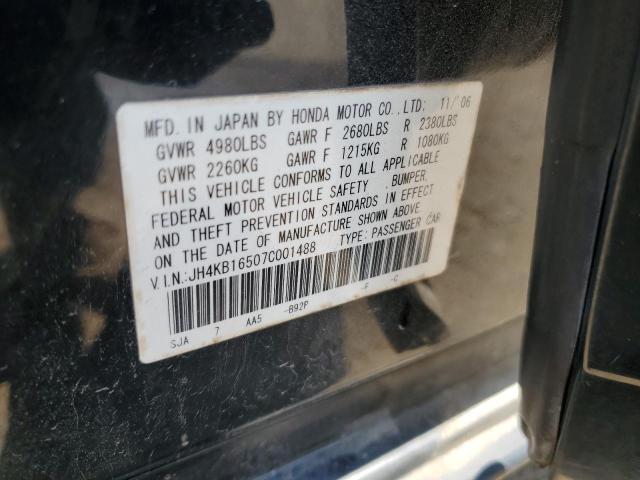 MFD. IN JAPAN BY HONDA MOTOR CO.,LTD: 11/'06
GVWR 4980LBS GAWR F 2680LBS R 2380LBS
GVWR 2260KG GAWR F 1215KG R 1080KG
THIS VEHICLE CONFORMS TO ALL APPLICABLE
FEDERAL MOTOR VEHICLE SAFETY .BUMPER,
AND THEFT PREVENTION STANDARDS IN EFFECT
ON THE DATE OF MANUFACTURE SHOWN ABOVE
V.I.N:JH4KB16507C001488 TYPE: PASSENGER CAR
SJA 7 AA5 -B92P -F -C